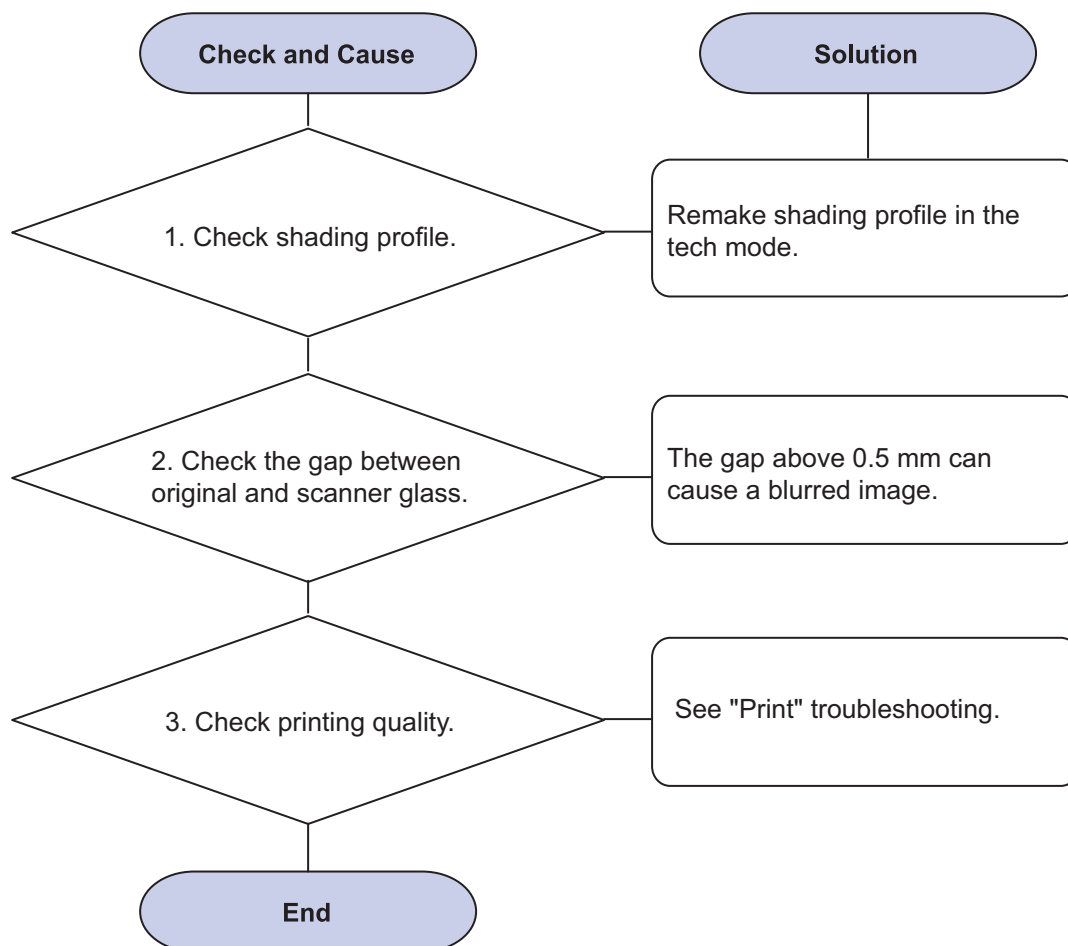 Check and Cause
Solution
1. Check shading profile.
Remake shading profile in the
tech mode.
2. Check the gap between
original and scanner glass.
The gap above 0.5 mm can
cause a blurred image.
3. Check printing quality.
See "Print" troubleshooting.
End